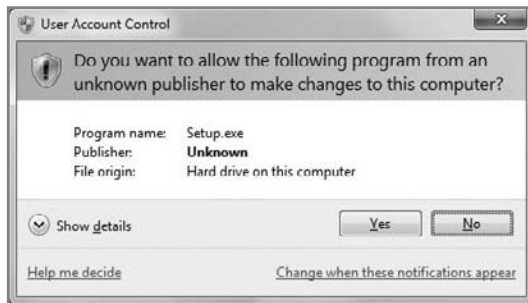 User Account Control
Do you want to allow the following program from an
unknown publisher to make changes to this computer?
Program name: Setup.exe
Publisher: Unknown
File origin: Hard drive on this computer
Show details
Yes No
Help me decide Change when these notifications appear